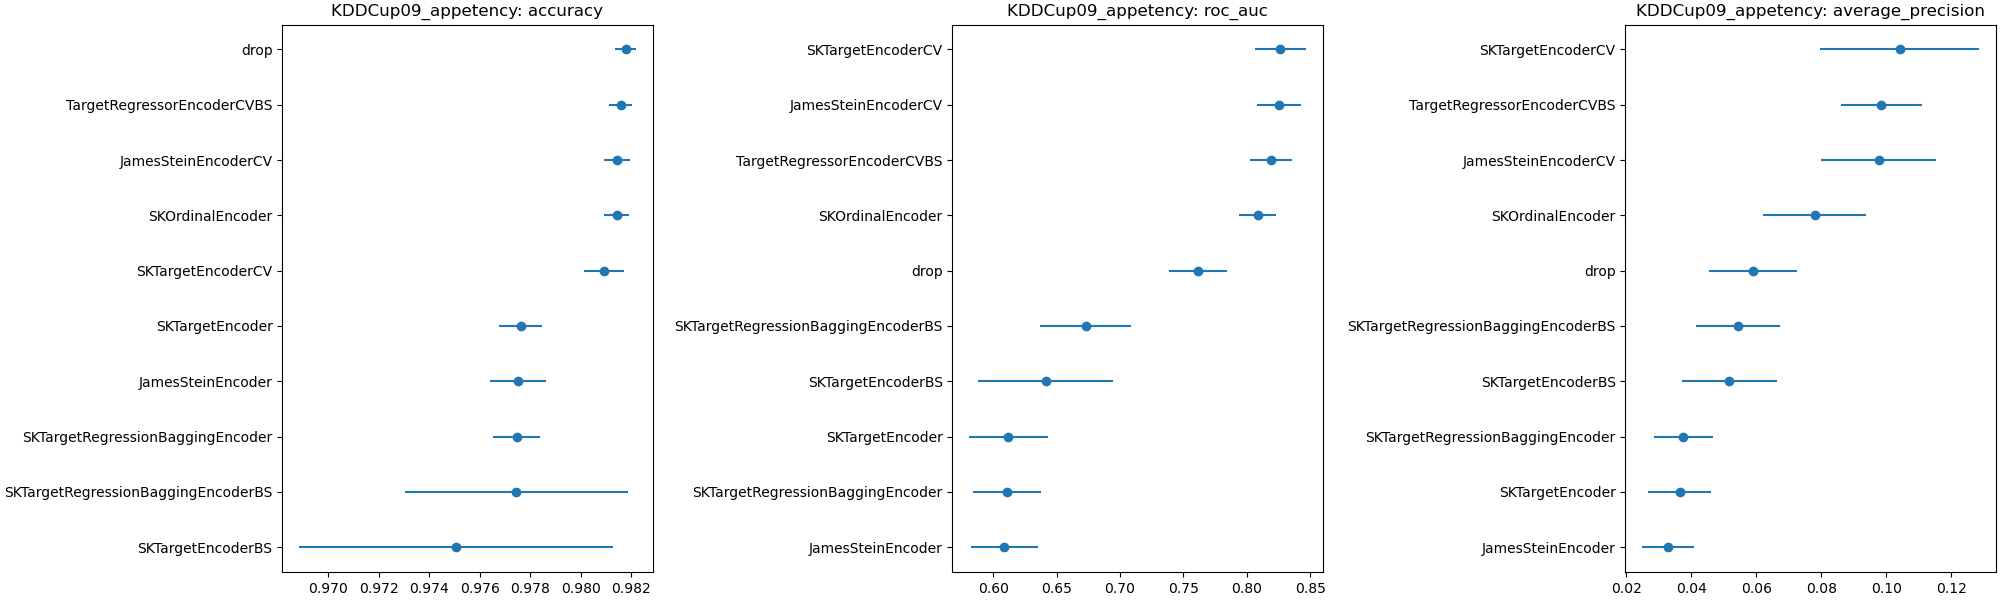 KDDCup09_appetency: accuracy
drop
TargetRegressorEncoderCVBS
JamesSteinEncoderCV
SKOrdinalEncoder
SKTargetEncoderCV
SKTargetEncoder
JamesSteinEncoder
SKTargetRegressionBaggingEncoder
SKTargetRegressionBaggingEncoderBS
SKTargetEncoderBS
0.970 0.972 0.974 0.976 0.978 0.980 0.982
KDDCup09_appetency: roc_auc
SKTargetEncoderCV
JamesSteinEncoderCV
TargetRegressorEncoderCVBS
SKOrdinalEncoder
drop
SKTargetRegressionBaggingEncoderBS
SKTargetEncoderBS
SKTargetEncoder
SKTargetRegressionBaggingEncoder
JamesSteinEncoder
0.60 0.65 0.70 0.75 0.80 0.85
KDDCup09_appetency: average_precision
SKTargetEncoderCV
TargetRegressorEncoderCVBS
JamesSteinEncoderCV
SKOrdinalEncoder
drop
SKTargetRegressionBaggingEncoderBS
SKTargetEncoderBS
SKTargetRegressionBaggingEncoder
SKTargetEncoder
JamesSteinEncoder
0.02 0.04 0.06 0.08 0.10 0.12